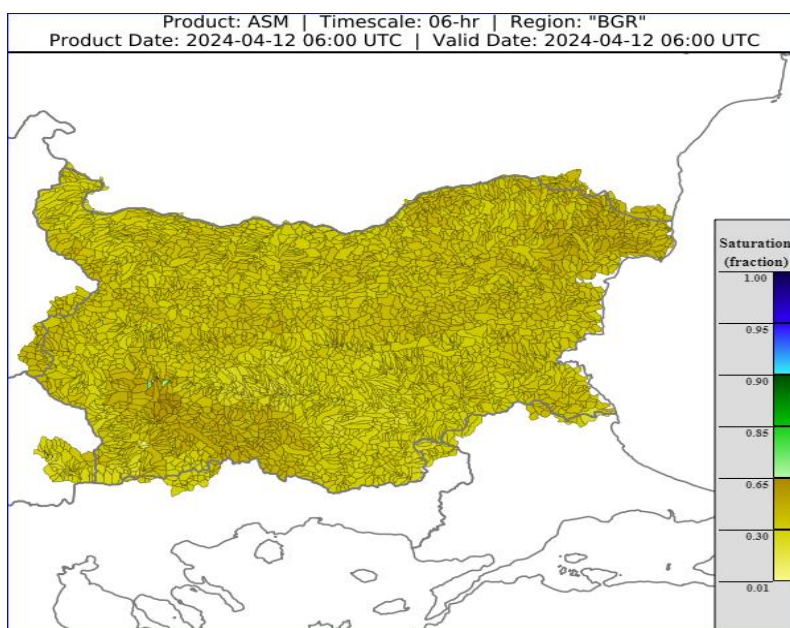 Product: ASM | Timescale: 06-hr | Region: "BGR"
Product Date: 2024-04-12 06:00 UTC | Valid Date: 2024-04-12 06:00 UTC
Saturation
(fraction)
1.00
0.95
0.90
0.85
0.65
0.30
0.01